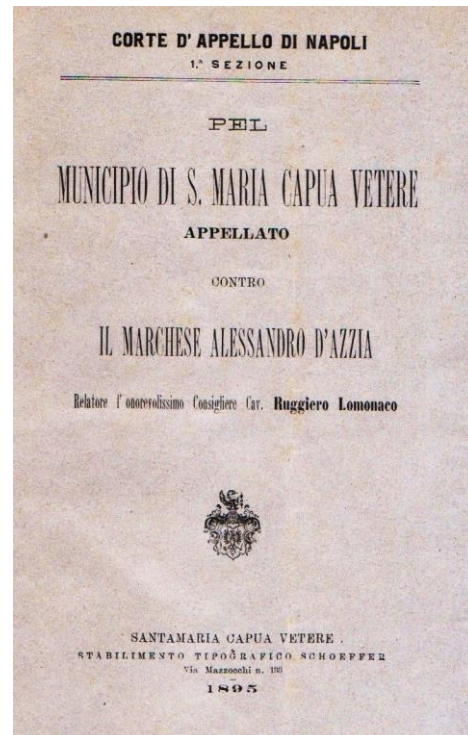 CORTE D'APPELLO DI NAPOLI
1.ª SEZIONE
PEL
MUNICIPIO DI S. MARIA CAPUA VETERE
APPELLATO
CONTRO
IL MARCHESE ALESSANDRO D'AZZIA
Relatore l'onorevolissimo Consigliere Cav. Ruggiero Lomonaco
SANTAMARIA CAPUA VETERE
STABILIMENTO TIPOGRAFICO SCHOEFFER
Via Mazzocchi n.
1895